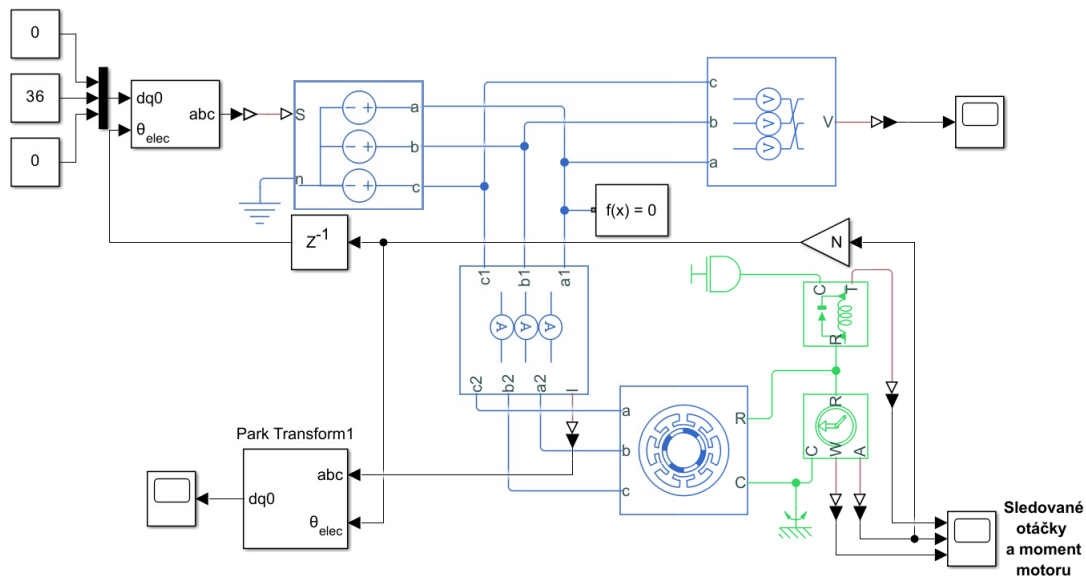 0
36
0
dq0
θelec
abc
S
n
a
b
c
c
b
a
V
V
V
V
f(x) = 0
Z-1
N
c1
b1
a1
A
A
A
c2
b2
a2
I
C
T
R
R
C
W
A
a
b
c
R
C
Park Transform1
abc
dq0
θelec
Sledované
otáčky
a moment
motoru